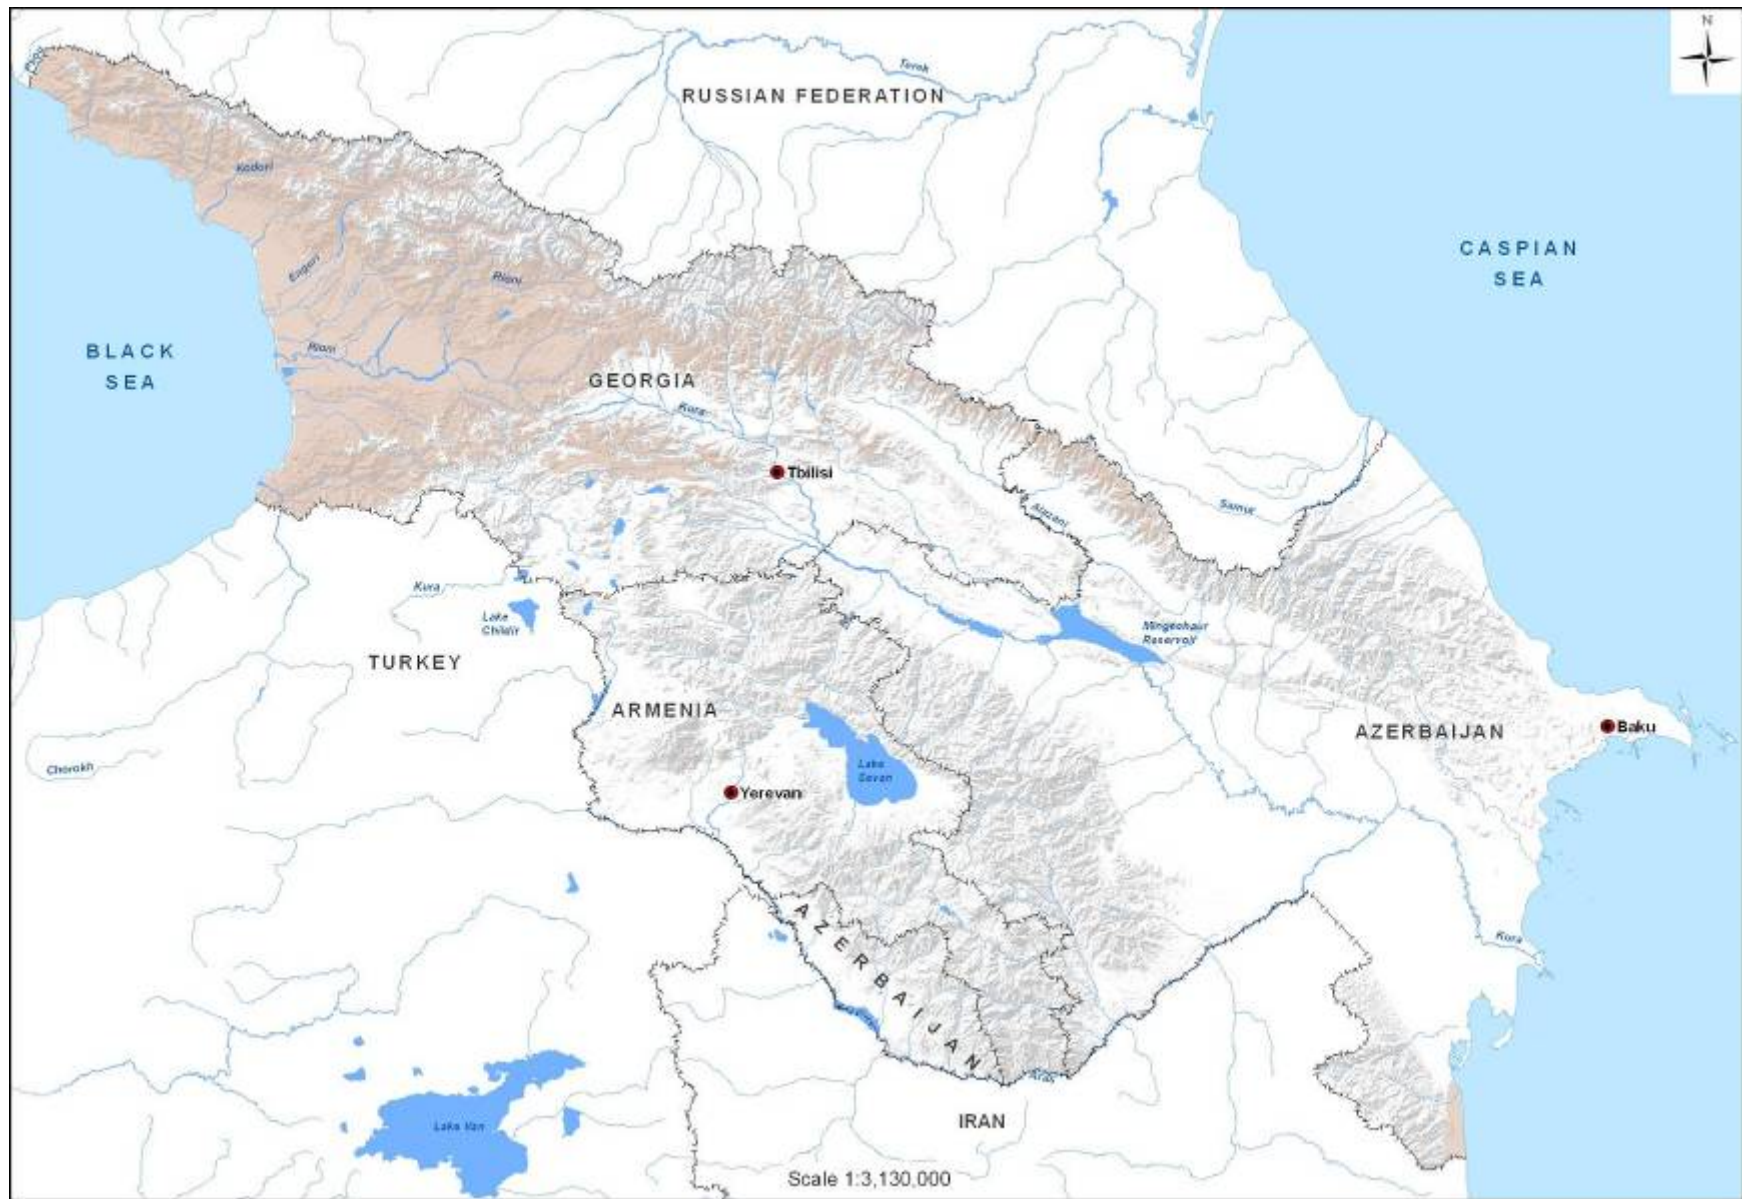 N
Psou
Terek
RUSSIAN FEDERATION
Kodori
CASPIAN
SEA
Enguri
Rioni
BLACK
SEA
Rioni
GEORGIA
Kura
Tbilisi
Alazani
Samur
Kura
Lake
Childir
Mingechaur
Reservoir
TURKEY
ARMENIA
AZERBAIJAN
Baku
Chorokh
Lake
Sevan
Yerevan
AZERBAIJAN
Kura
Aras
IRAN
Lake Van
Scale 1:3,130,000